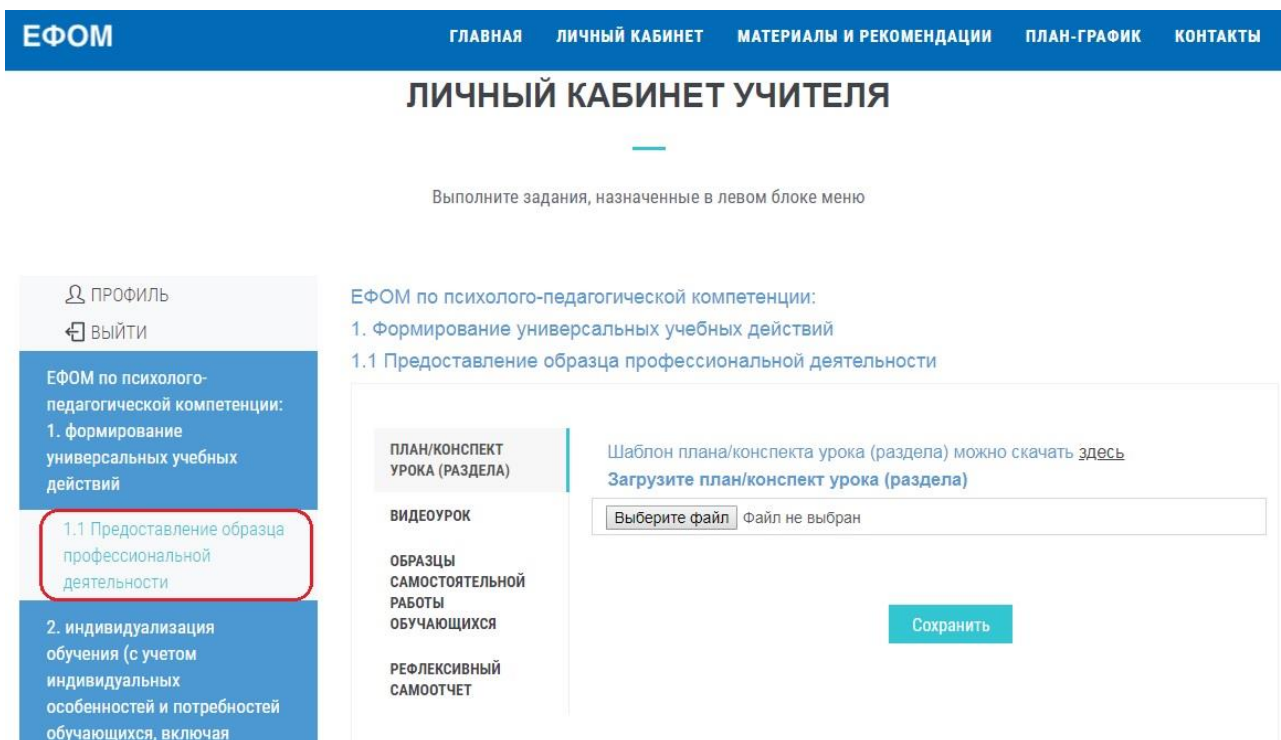 ЕФОМ
ГЛАВНАЯ ЛИЧНЫЙ КАБИНЕТ МАТЕРИАЛЫ И РЕКОМЕНДАЦИИ ПЛАН-ГРАФИК КОНТАКТЫ
ЛИЧНЫЙ КАБИНЕТ УЧИТЕЛЯ
Выполните задания, назначенные в левом блоке меню
ПРОФИЛЬ
ВЫЙТИ
ЕФОМ по психолого-
педагогической компетенции:
1. формирование
универсальных учебных
действий
1.1 Предоставление образца
профессиональной
деятельности
2. индивидуализация
обучения (с учетом
индивидуальных
особенностей и потребностей
обучающихся, включая
ЕФОМ по психолого-педагогической компетенции:
1. Формирование универсальных учебных действий
1.1 Предоставление образца профессиональной деятельности
ПЛАН/КОНСПЕКТ
УРОКА (РАЗДЕЛА)
ВИДЕОУРОК
ОБРАЗЦЫ
САМОСТОЯТЕЛЬНОЙ
РАБОТЫ
ОБУЧАЮЩИХСЯ
РЕФЛЕКСИВНЫЙ
САМООТЧЕТ
Шаблон плана/конспекта урока (раздела) можно скачать здесь
Загрузите план/конспект урока (раздела)
Выберите файл Файл не выбран
Сохранить